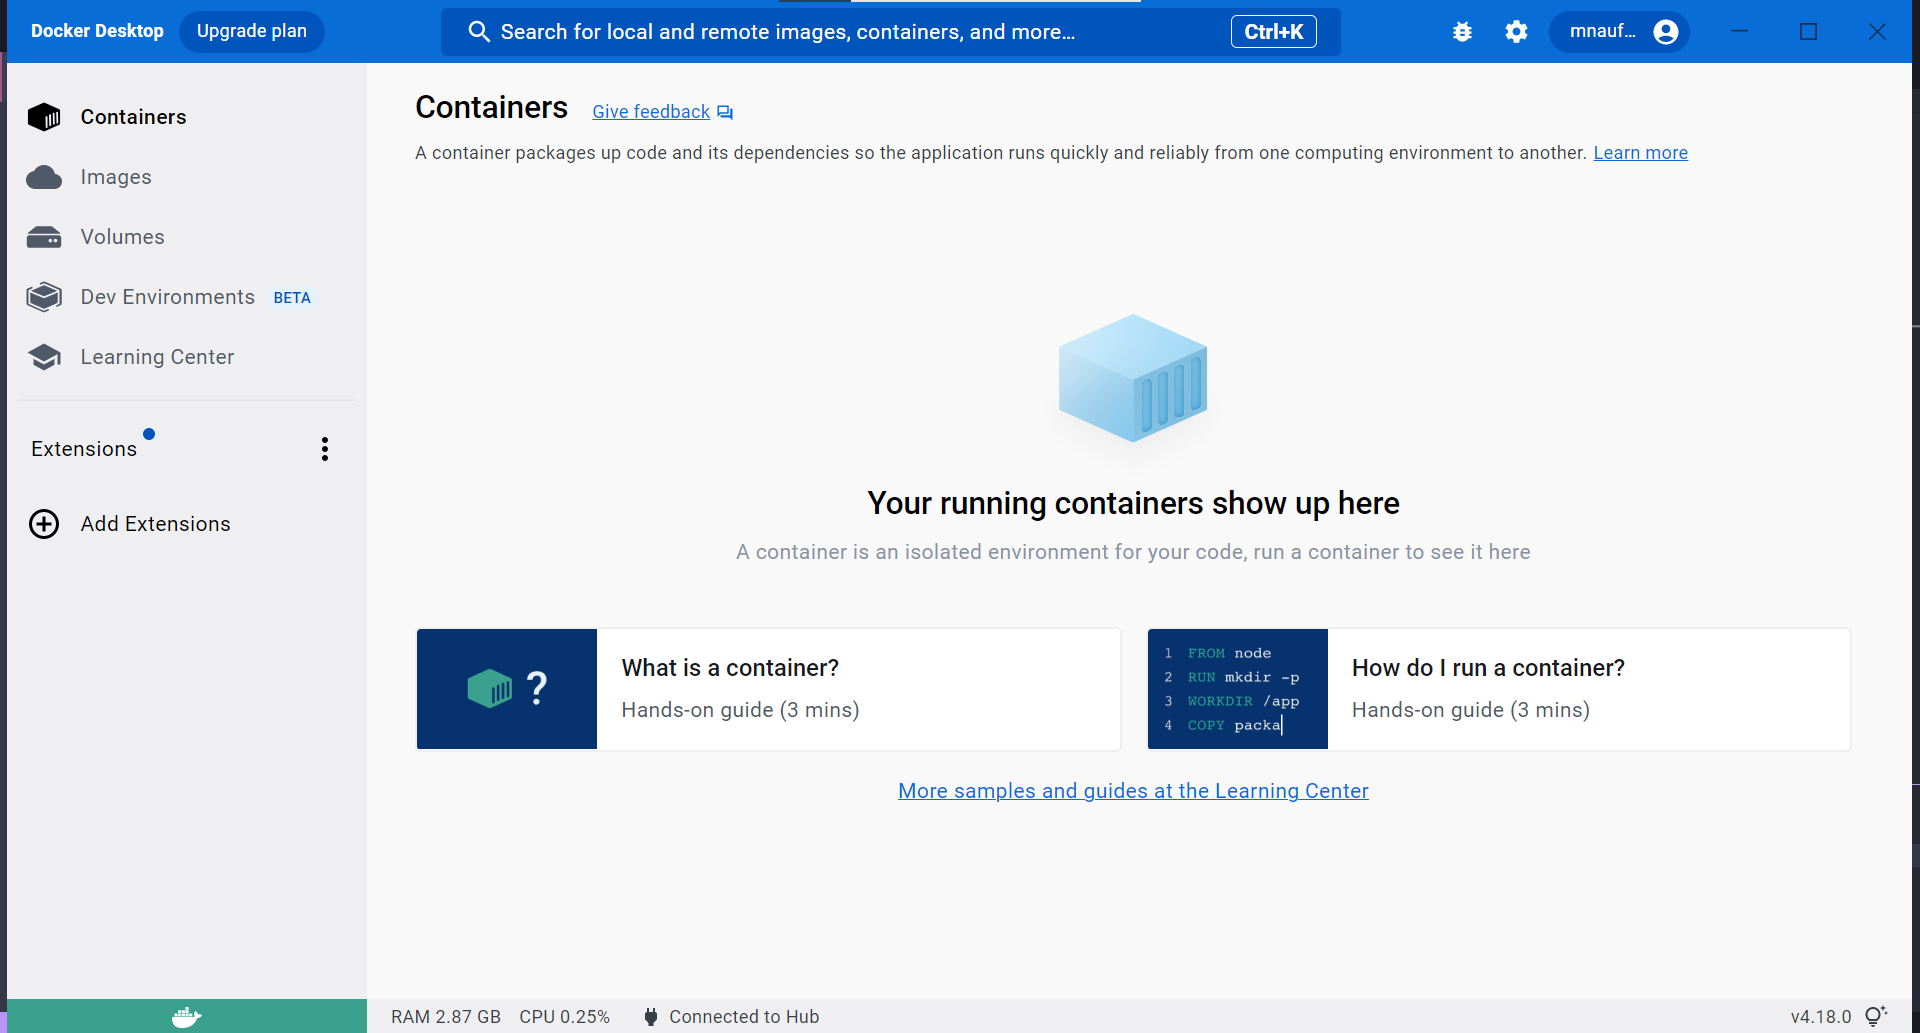 Docker Desktop
Upgrade plan
Search for local and remote images, containers, and more...
Ctrl+K
mnauf...
Containers
Images
Volumes
Dev Environments BETA
Learning Center
Extensions
Add Extensions
Containers
Give feedback
A container packages up code and its dependencies so the application runs quickly and reliably from one computing environment to another. Learn more
Your running containers show up here
A container is an isolated environment for your code, run a container to see it here
?
What is a container?
Hands-on guide (3 mins)
1 FROM node
2 RUN mkdir -p
3 WORKDIR /app
4 COPY packa
How do I run a container?
Hands-on guide (3 mins)
More samples and guides at the Learning Center
RAM 2.87 GB CPU 0.25% Connected to Hub
v4.18.0